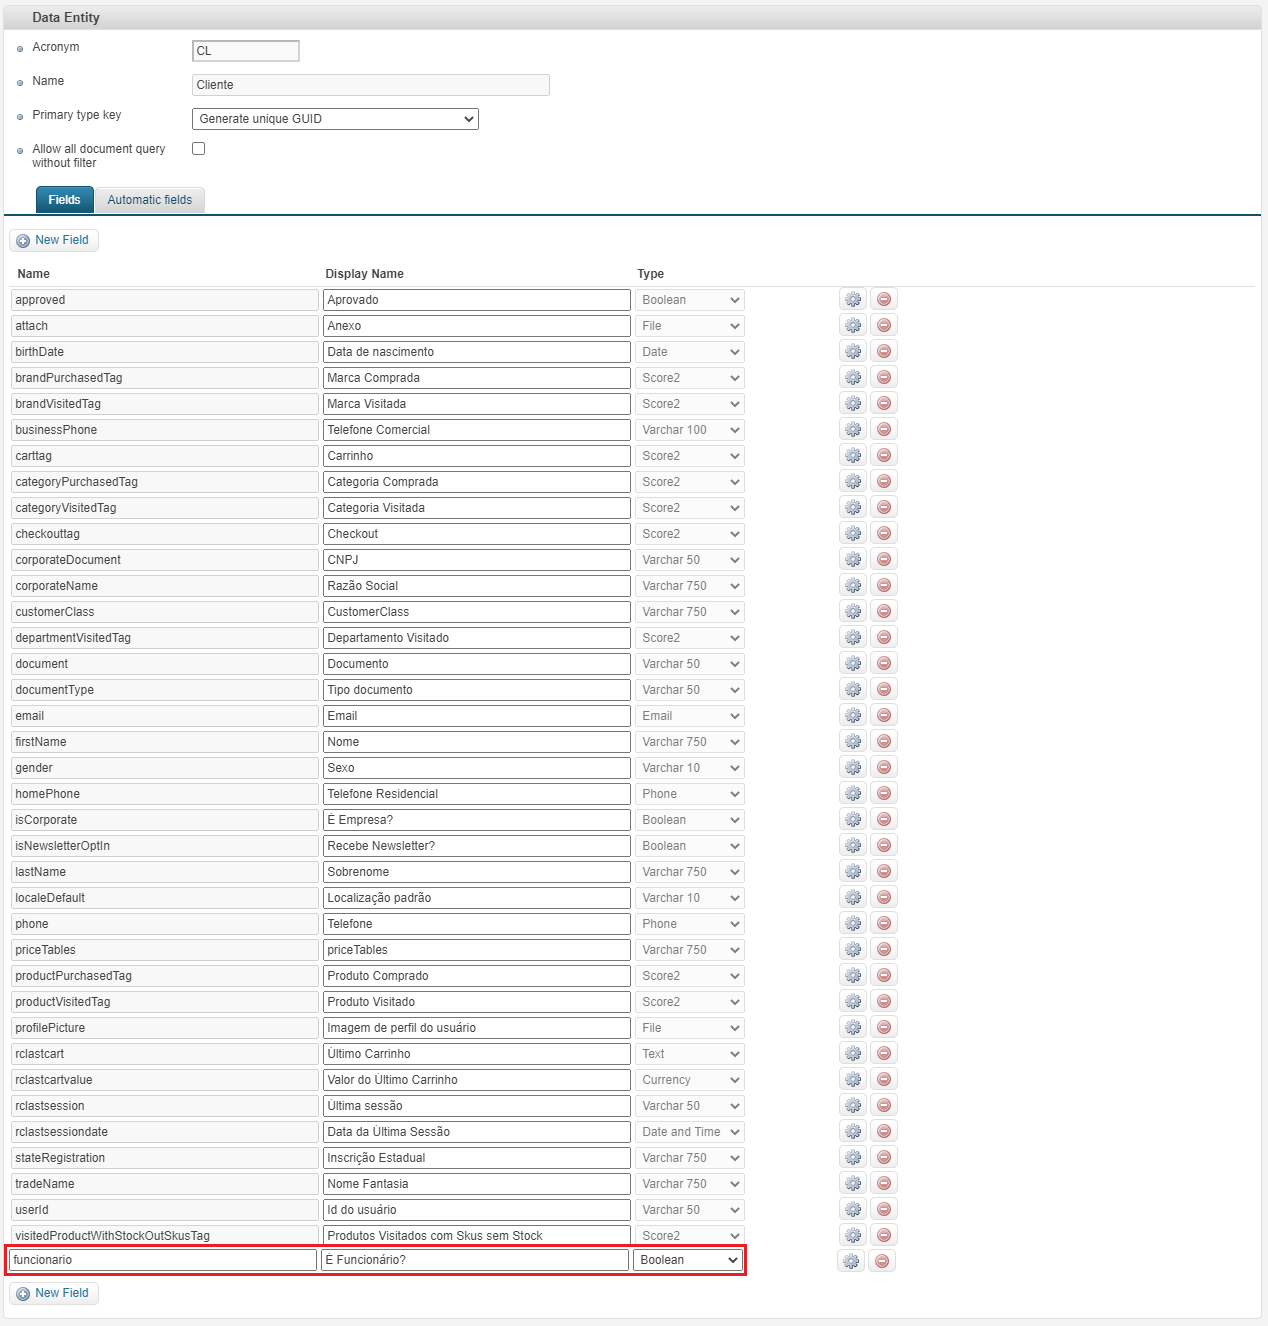 Data Entity
Acronym CL
Name Cliente
Primary type key Generate unique GUID
Allow all document query
without filter
Fields Automatic fields
New Field
Name Display Name Type
approved Aprovado Boolean
attach Anexo File
birthDate Data de nascimento Date
brandPurchasedTag Marca Comprada Score2
brandVisitedTag Marca Visitada Score2
businessPhone Telefone Comercial Varchar 100
carttag Carrinho Score2
categoryPurchasedTag Categoria Comprada Score2
categoryVisitedTag Categoria Visitada Score2
checkouttag Checkout Score2
corporateDocument CNPJ Varchar 50
corporateName Razão Social Varchar 750
customerClass CustomerClass Varchar 750
departmentVisitedTag Departamento Visitado Score2
document Documento Varchar 50
documentType Tipo documento Varchar 50
email Email Email
firstName Nome Varchar 750
gender Sexo Varchar 10
homePhone Telefone Residencial Phone
isCorporate É Empresa? Boolean
isNewsletterOptIn Recebe Newsletter? Boolean
lastName Sobrenome Varchar 750
localeDefault Localização padrão Varchar 10
phone Telefone Phone
priceTables priceTables Varchar 750
productPurchasedTag Produto Comprado Score2
productVisitedTag Produto Visitado Score2
profilePicture Imagem de perfil do usuário File
rclastcart Último Carrinho Text
rclastcartvalue Valor do Último Carrinho Currency
rclastsession Última sessão Varchar 50
rclastsessiondate Data da Última Sessão Date and Time
stateRegistration Inscrição Estadual Varchar 750
tradeName Nome Fantasia Varchar 750
userId Id do usuário Varchar 50
visitedProductWithStockOutSkusTag Produtos Visitados com Skus sem Stock Score2
funcionario É Funcionário? Boolean
New Field